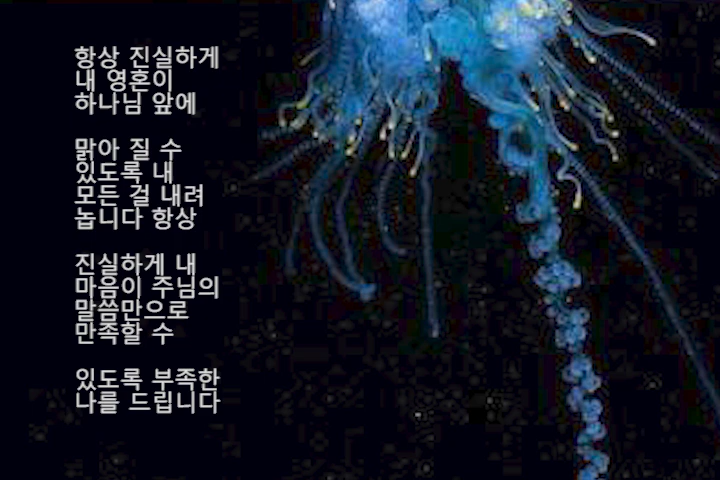 항상 진실하게
내 영혼이
하나님 앞에
맑아 질 수
있도록 내
모든 걸 내려
놉니다 항상
진실하게 내
마음이 주님의
말씀만으로
만족할 수
있도록 부족한
나를 드립니다